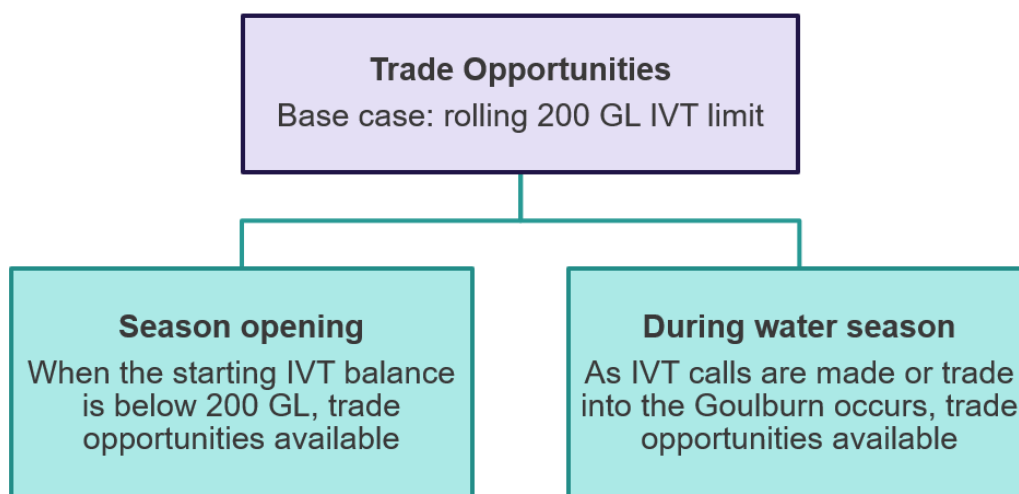 Trade Opportunities
Base case: rolling 200 GL IVT limit
Season opening
When the starting IVT balance
is below 200 GL, trade
opportunities available
During water season
As IVT calls are made or trade
into the Goulburn occurs, trade
opportunities available